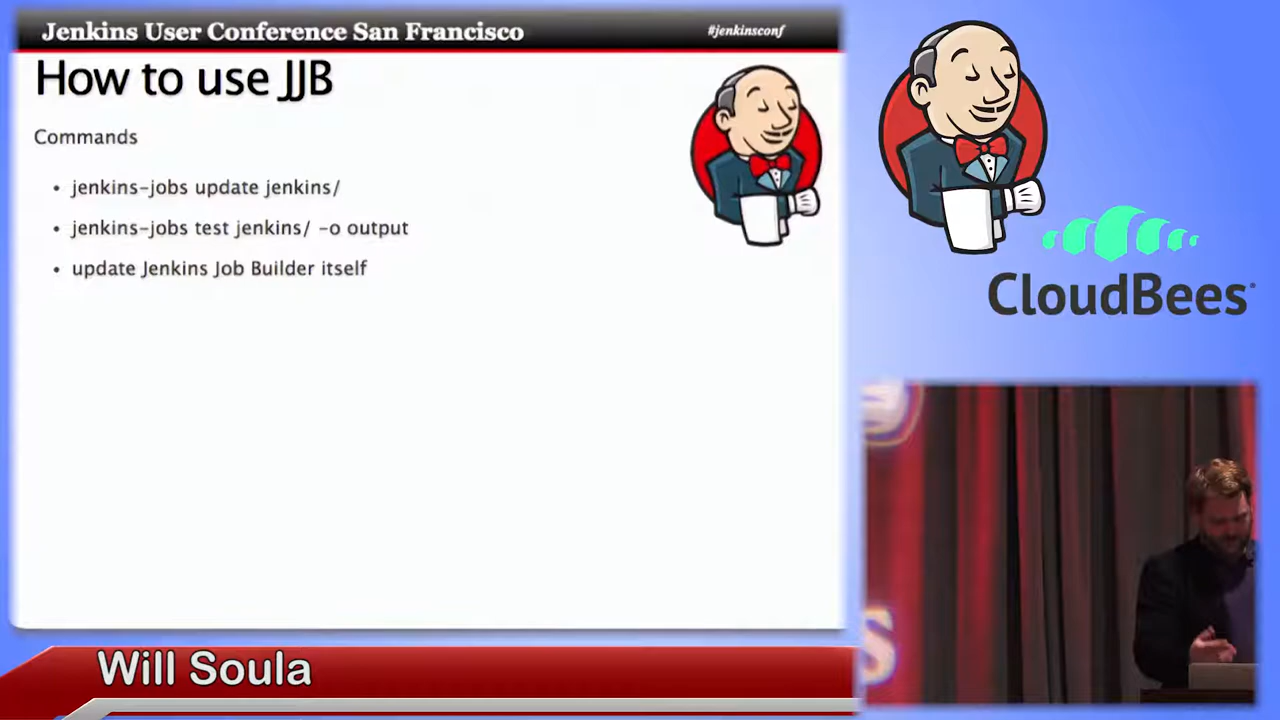 Jenkins User Conference San Francisco
#jenkinsconf
How to use JJB
Commands
• jenkins-jobs update jenkins/
• jenkins-jobs test jenkins/ -o output
• update Jenkins Job Builder itself
CloudBees
Will Soula